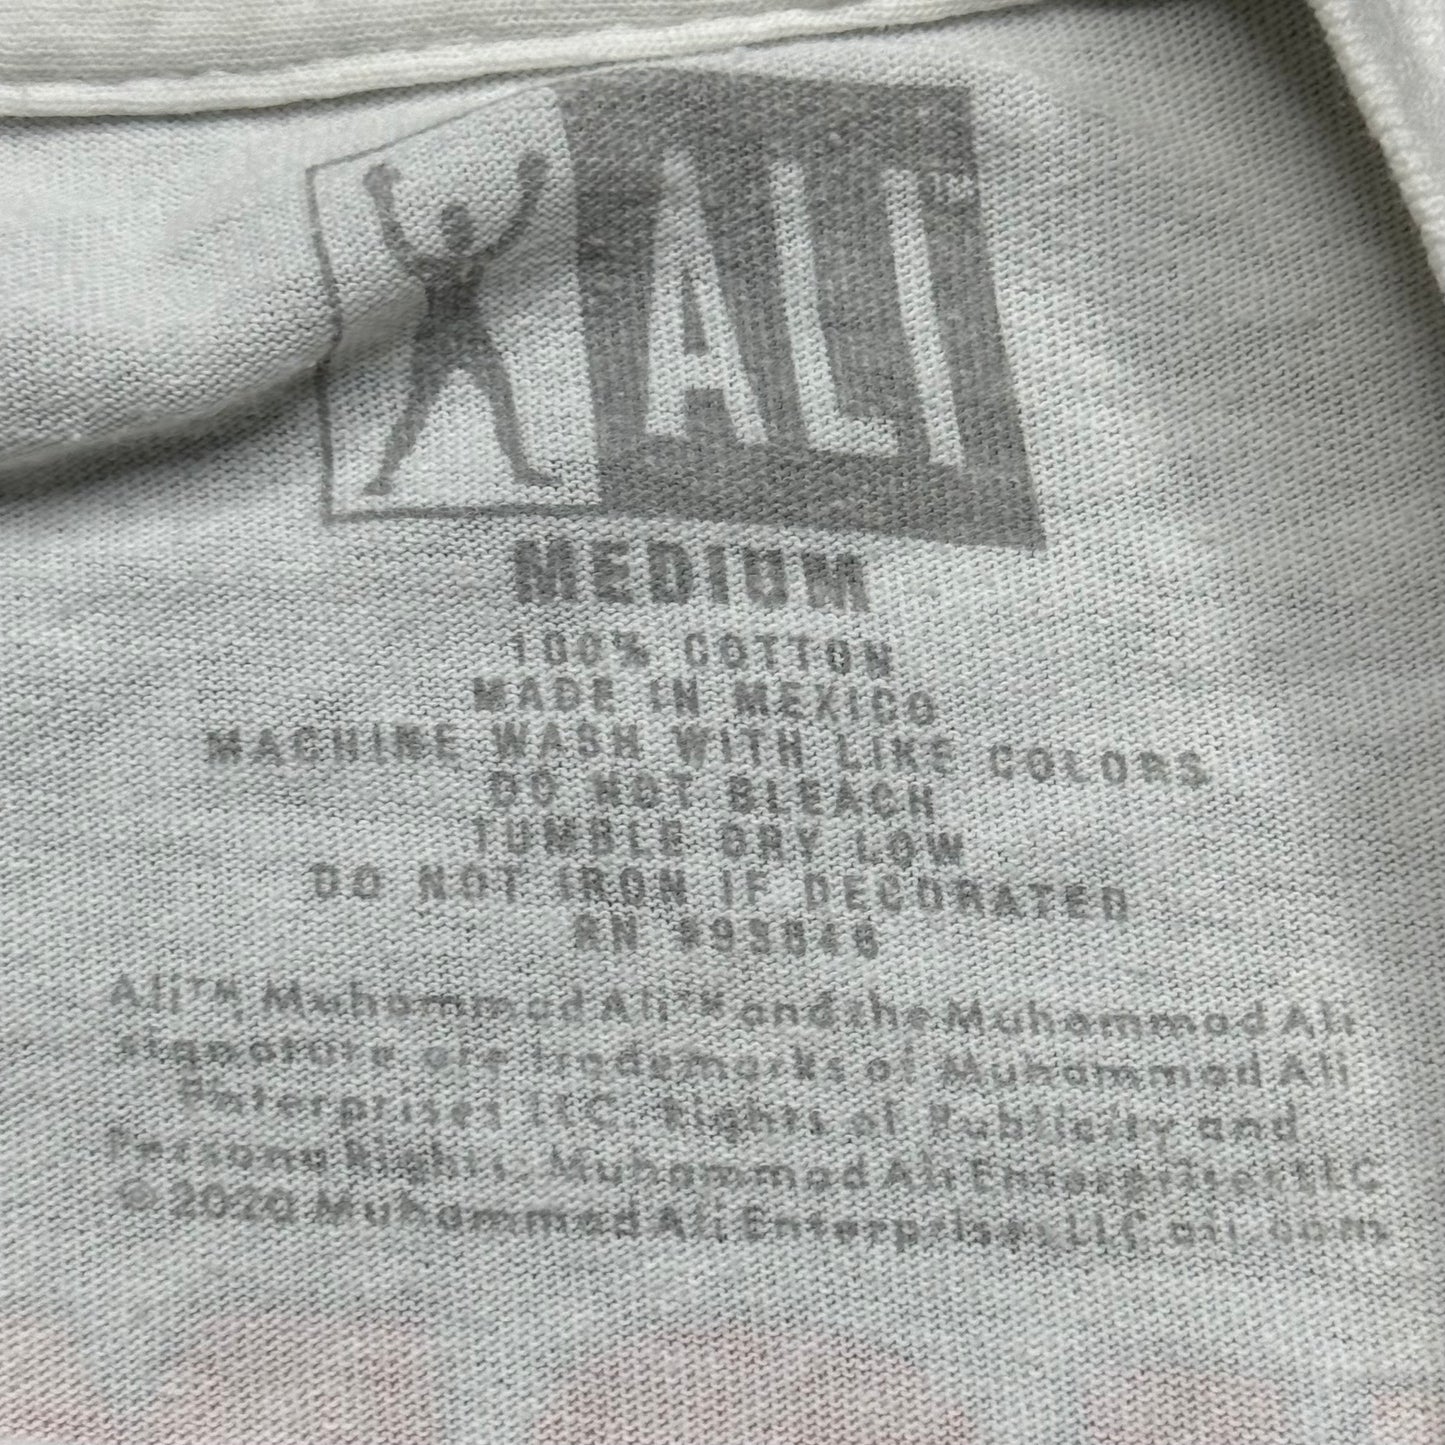 ALI™
MEDIUM
100% COTTON
MADE IN MEXICO
MACHINE WASH WITH LIKE COLORS
DO NOT BLEACH
TUMBLE DRY LOW
DO NOT IRON IF DECORATED
RN #93646
Ali™, Muhammad Ali™ and the Muhammad Ali
Signature are trademarks of Muhammad Ali
Enterprises LLC. Rights of Publicity and
Persona Rights: Muhammad Ali Enterprises LLC
© 2020 Muhammad Ali Enterprises LLC ali.com